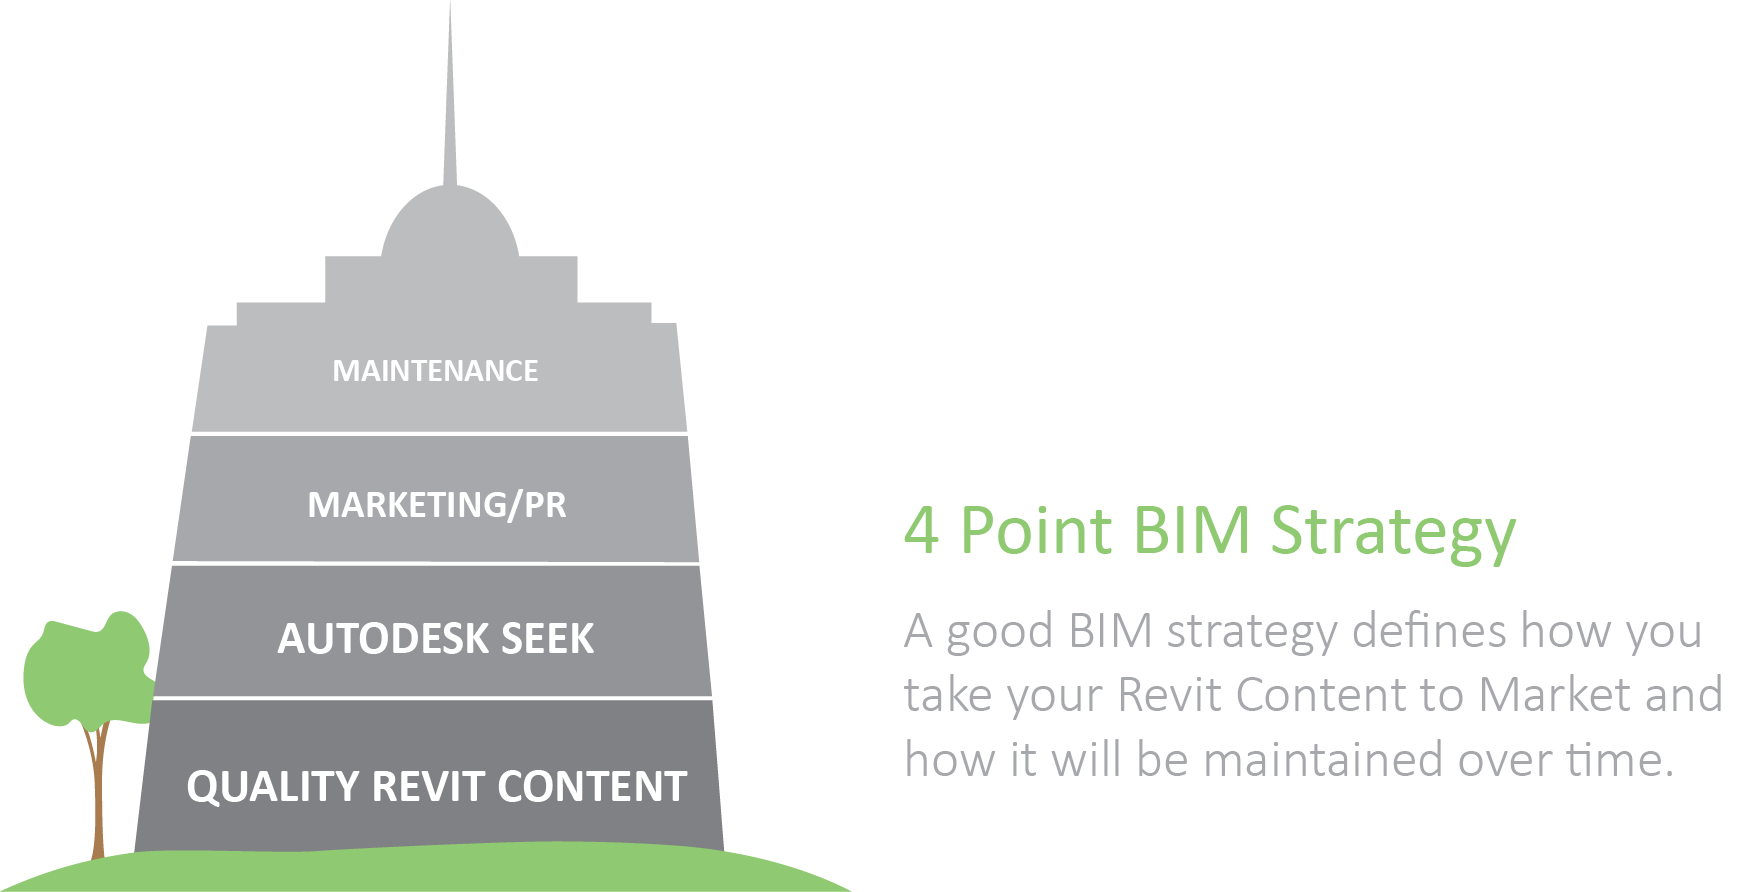 MAINTENANCE
MARKETING/PR
AUTODESK SEEK
QUALITY REVIT CONTENT
4 Point BIM Strategy
A good BIM strategy defines how you
take your Revit Content to Market and
how it will be maintained over time.